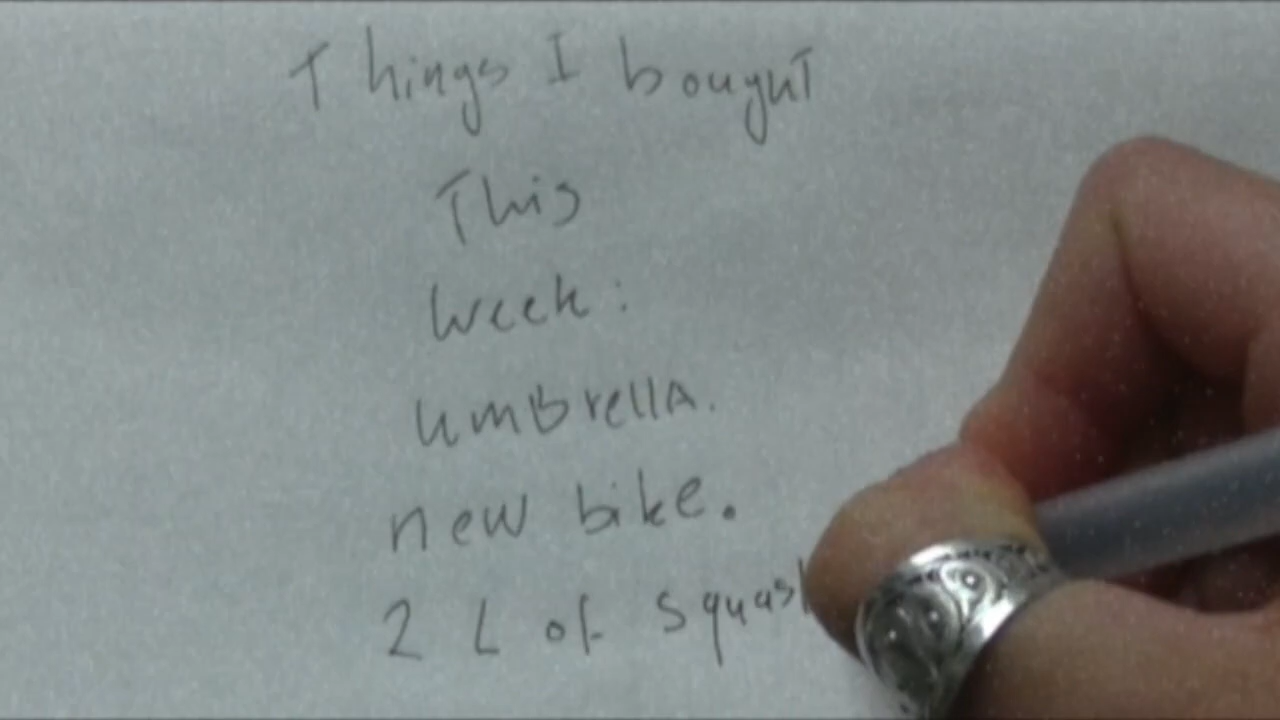 Things I bought
This
week:
umbrella.
new bike.
2 L of squash